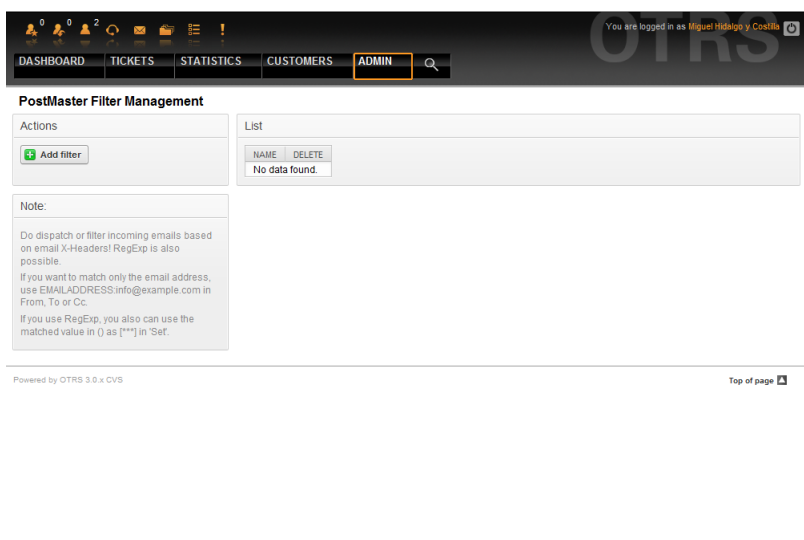 0 0 2
You are logged in as Miguel Hidalgo y Costilla
OTRS
DASHBOARD TICKETS STATISTICS CUSTOMERS ADMIN
PostMaster Filter Management
Actions
Add filter
List
NAME DELETE
No data found.
Note:
Do dispatch or filter incoming emails based
on email X-Headers! RegExp is also
possible.
If you want to match only the email address,
use EMAILADDRESS:info@example.com in
From, To or Cc.
If you use RegExp, you also can use the
matched value in () as [***] in 'Set'.
Powered by OTRS 3.0.x CVS
Top of page